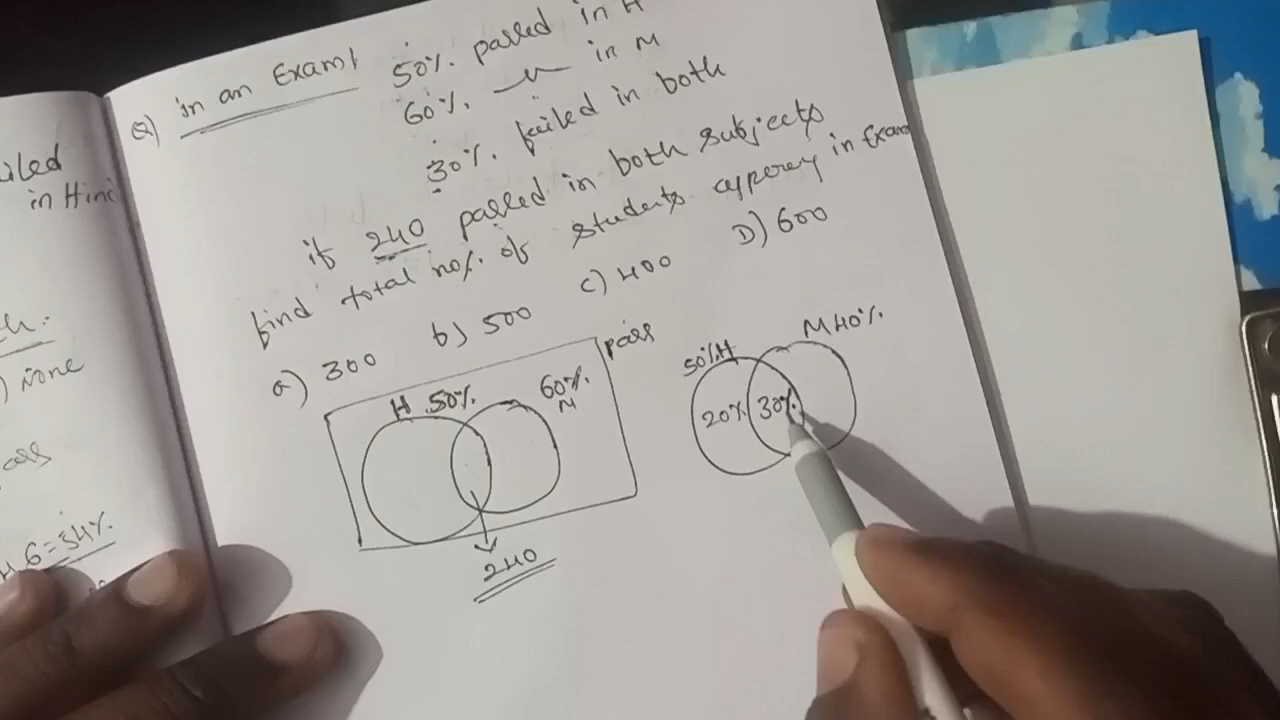 Q) in an Exam 50% passed in H
60% —〃— in M
30% failed in both
if 240 passed in both subjects
find total no/. of students apperey in Exam
a) 300 b) 500 c) 400 D) 600
H 50% 60% M pass
240
50% H M 40%
20% 30%
iled
in Hin
th:
) None
ass
6 = 34%